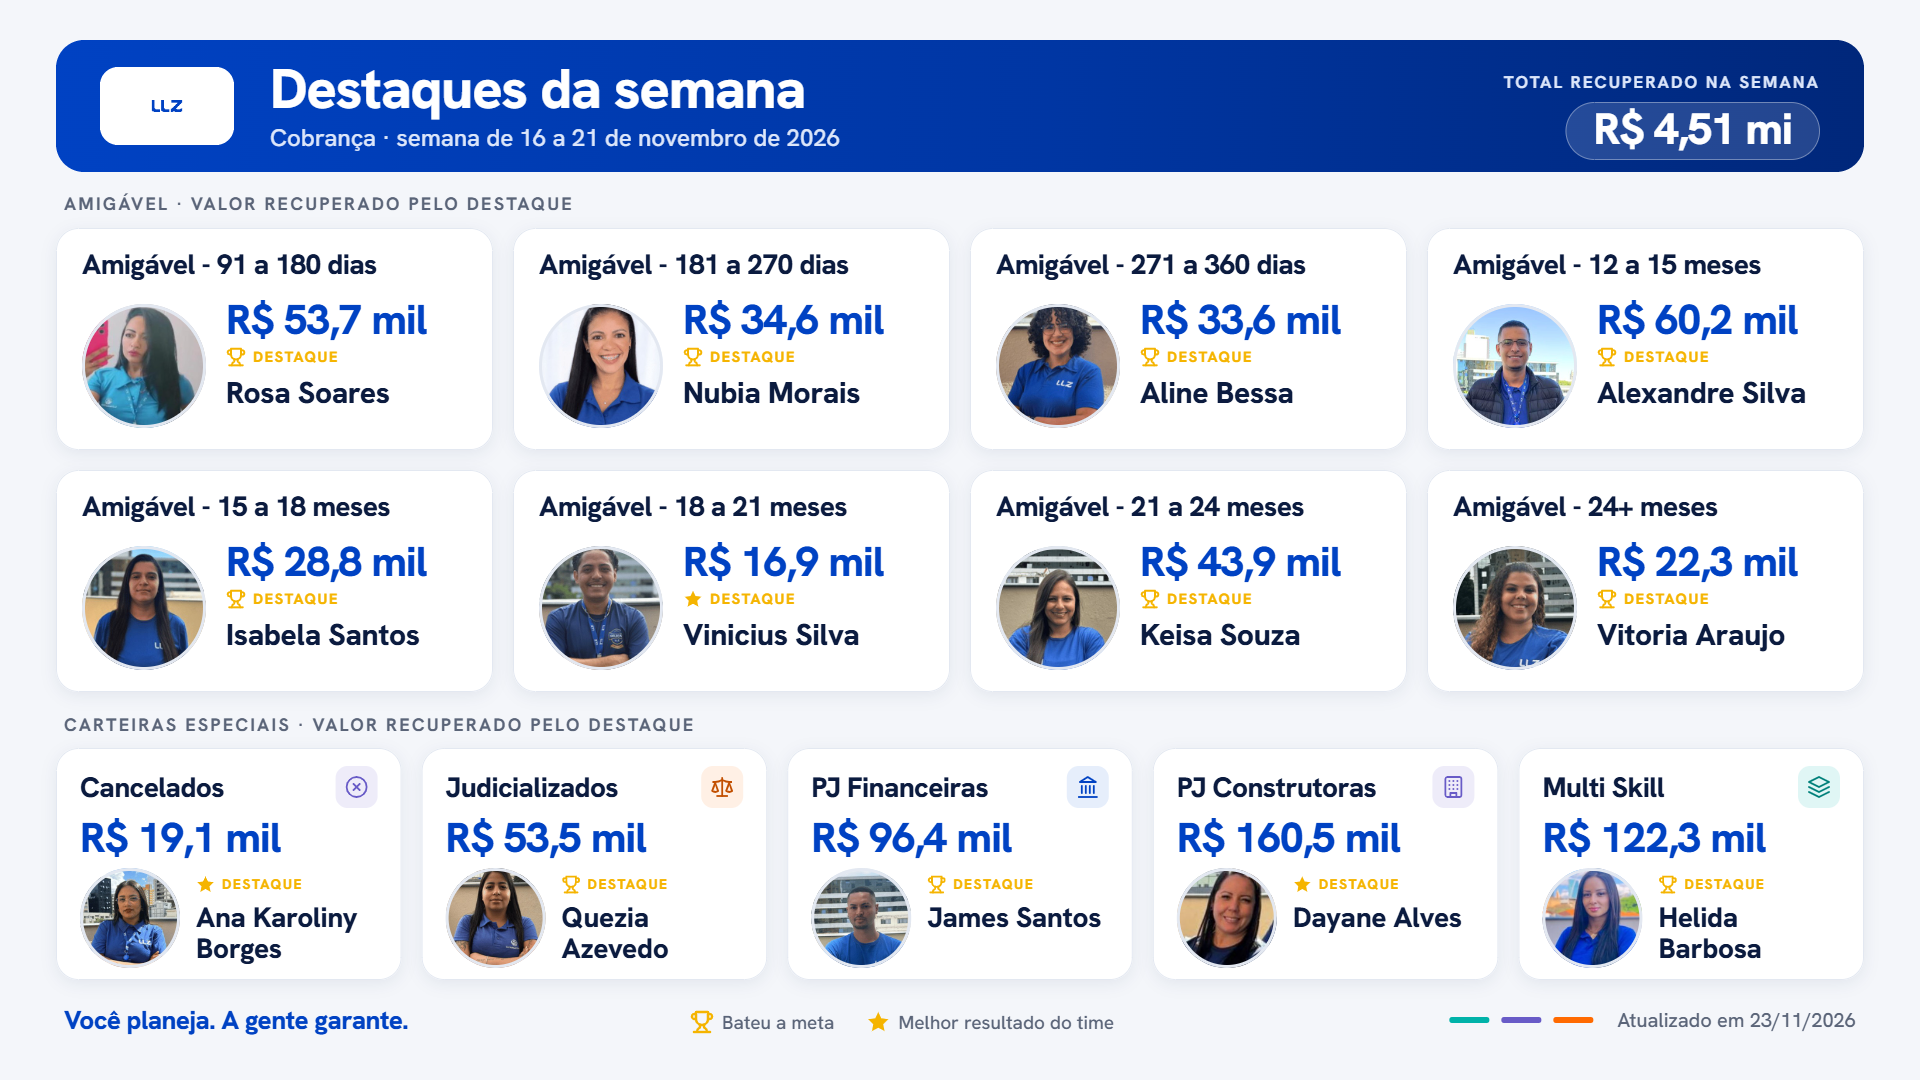 LLZ
Destaques da semana
Cobrança · semana de 16 a 21 de novembro de 2026
TOTAL RECUPERADO NA SEMANA
R$ 4,51 mi
AMIGÁVEL · VALOR RECUPERADO PELO DESTAQUE
Amigável - 91 a 180 dias
R$ 53,7 mil
DESTAQUE
Rosa Soares
Amigável - 181 a 270 dias
R$ 34,6 mil
DESTAQUE
Nubia Morais
Amigável - 271 a 360 dias
R$ 33,6 mil
DESTAQUE
Aline Bessa
LLZ
Amigável - 12 a 15 meses
R$ 60,2 mil
DESTAQUE
Alexandre Silva
Amigável - 15 a 18 meses
R$ 28,8 mil
DESTAQUE
Isabela Santos
Amigável - 18 a 21 meses
R$ 16,9 mil
DESTAQUE
Vinicius Silva
Amigável - 21 a 24 meses
R$ 43,9 mil
DESTAQUE
Keisa Souza
Amigável - 24+ meses
R$ 22,3 mil
DESTAQUE
Vitoria Araujo
LLZ
CARTEIRAS ESPECIAIS · VALOR RECUPERADO PELO DESTAQUE
Cancelados
R$ 19,1 mil
DESTAQUE
Ana Karoliny
Borges
LLZ
Judicializados
R$ 53,5 mil
DESTAQUE
Quezia
Azevedo
PJ Financeiras
R$ 96,4 mil
DESTAQUE
James Santos
PJ Construtoras
R$ 160,5 mil
DESTAQUE
Dayane Alves
Multi Skill
R$ 122,3 mil
DESTAQUE
Helida
Barbosa
Você planeja. A gente garante.
Bateu a meta
Melhor resultado do time
Atualizado em 23/11/2026